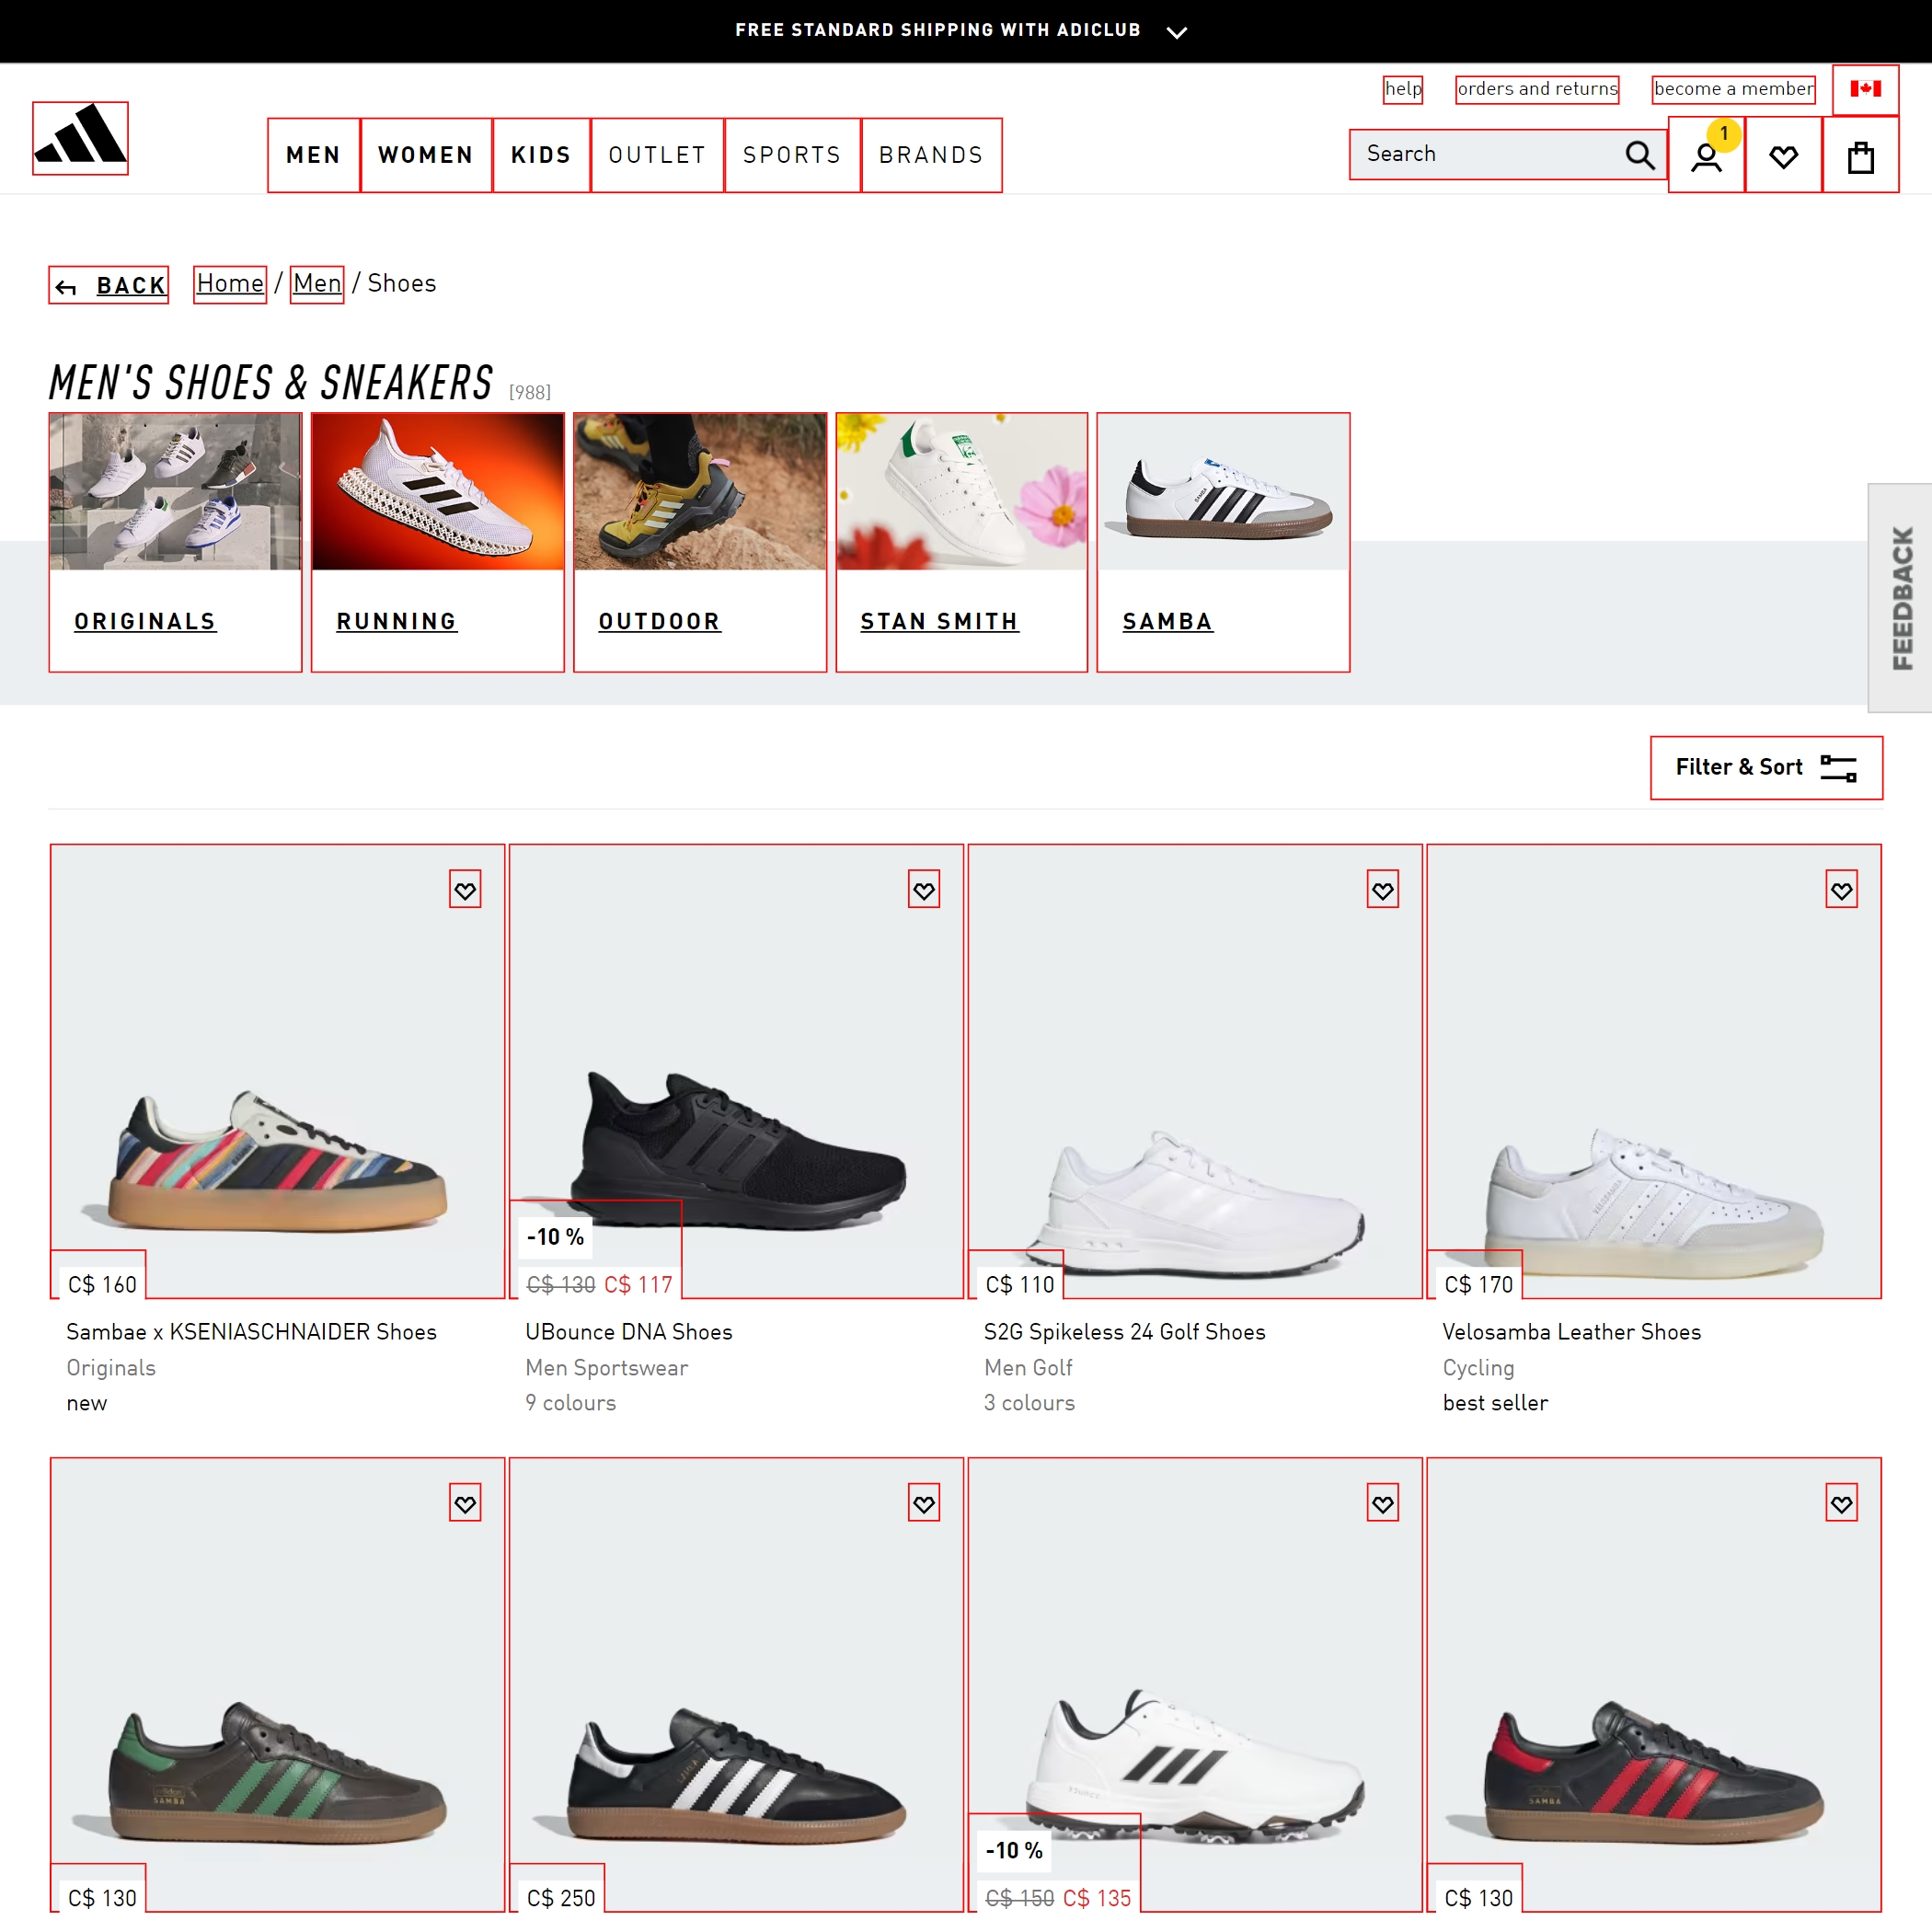 FREE STANDARD SHIPPING WITH ADICLUB
help orders and returns become a member
MEN WOMEN KIDS OUTLET SPORTS BRANDS
Search
1
BACK Home / Men / Shoes
MEN'S SHOES & SNEAKERS [988]
ORIGINALS RUNNING OUTDOOR STAN SMITH SAMBA
FEEDBACK
Filter & Sort
-10 %
C$ 160 C$ 130 C$ 117 C$ 110 C$ 170
Sambae x KSENIASCHNAIDER Shoes UBounce DNA Shoes S2G Spikeless 24 Golf Shoes Velosamba Leather Shoes
Originals Men Sportswear Men Golf Cycling
new 9 colours 3 colours best seller
SAMBA
SAMBA
-10 %
C$ 130 C$ 250 C$ 150 C$ 135 C$ 130